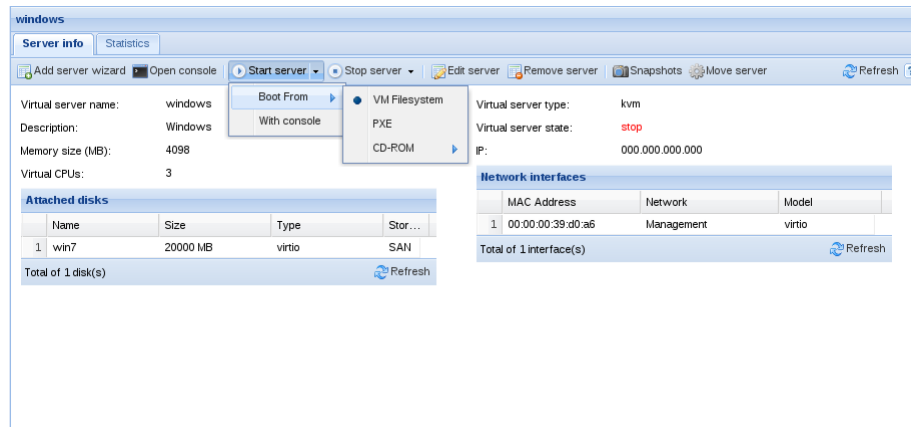 windows
Server info Statistics
Add server wizard Open console Start server Stop server Edit server Remove server Snapshots Move server Refresh
Boot From
With console
VM Filesystem
PXE
CD-ROM
Virtual server name: windows
Description: Windows
Memory size (MB): 4098
Virtual CPUs: 3
Virtual server type: kvm
Virtual server state: stop
IP: 000.000.000.000
Attached disks
Name Size Type Stor...
1 win7 20000 MB virtio SAN
Total of 1 disk(s) Refresh
Network interfaces
MAC Address Network Model
1 00:00:00:39:d0:a6 Management virtio
Total of 1 interface(s) Refresh